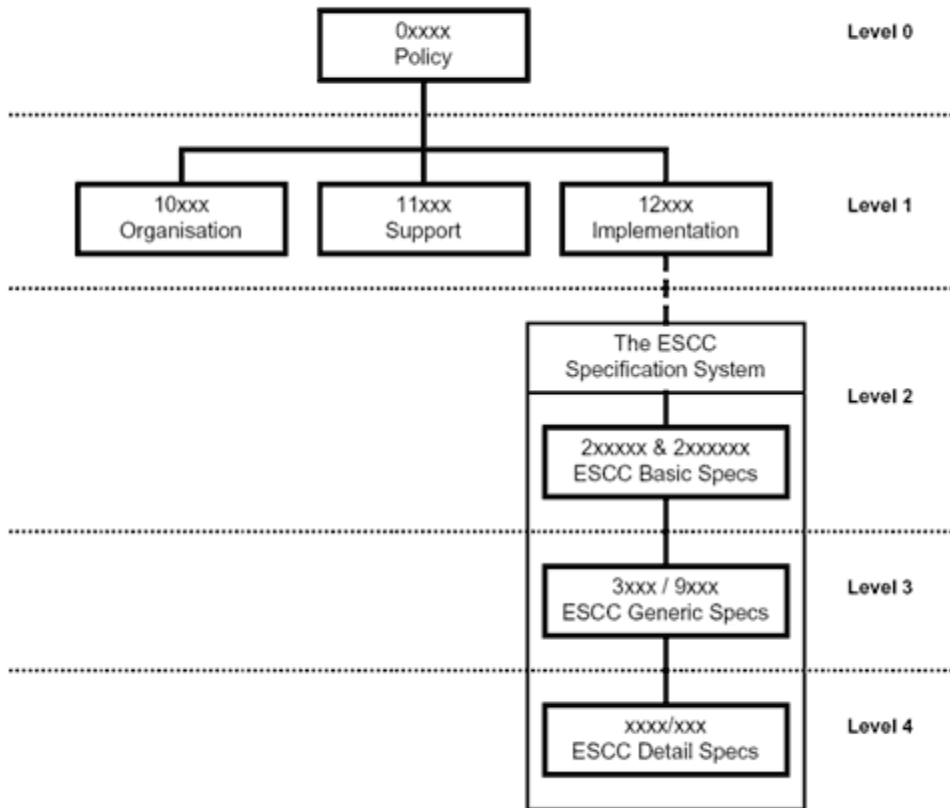 0xxxx
Policy
Level 0
10xxx
Organisation
11xxx
Support
12xxx
Implementation
Level 1
The ESCC
Specification System
Level 2
2xxxxx & 2xxxxxx
ESCC Basic Specs
3xxx / 9xxx
ESCC Generic Specs
Level 3
xxxx/xxx
ESCC Detail Specs
Level 4